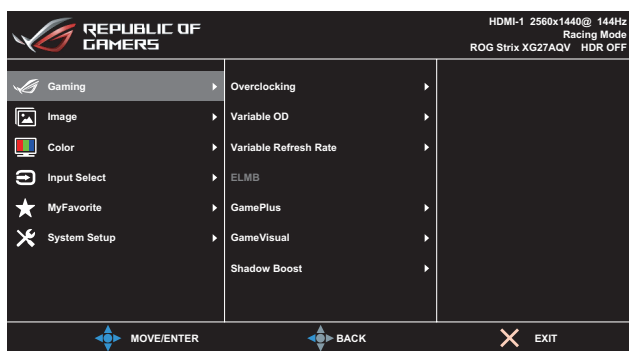 REPUBLIC OF
GAMERS
HDMI-1 2560x1440@ 144Hz
Racing Mode
ROG Strix XG27AQV HDR OFF
Gaming
Image
Color
Input Select
MyFavorite
System Setup
Overclocking
Variable OD
Variable Refresh Rate
ELMB
GamePlus
GameVisual
Shadow Boost
MOVE/ENTER
BACK
EXIT